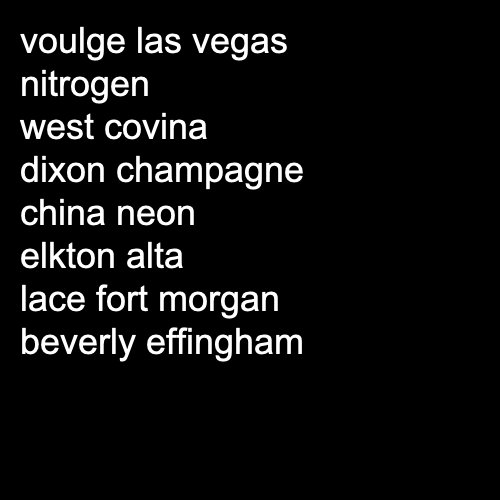 voulge las vegas
nitrogen
west covina
dixon champagne
china neon
elkton alta
lace fort morgan
beverly effingham